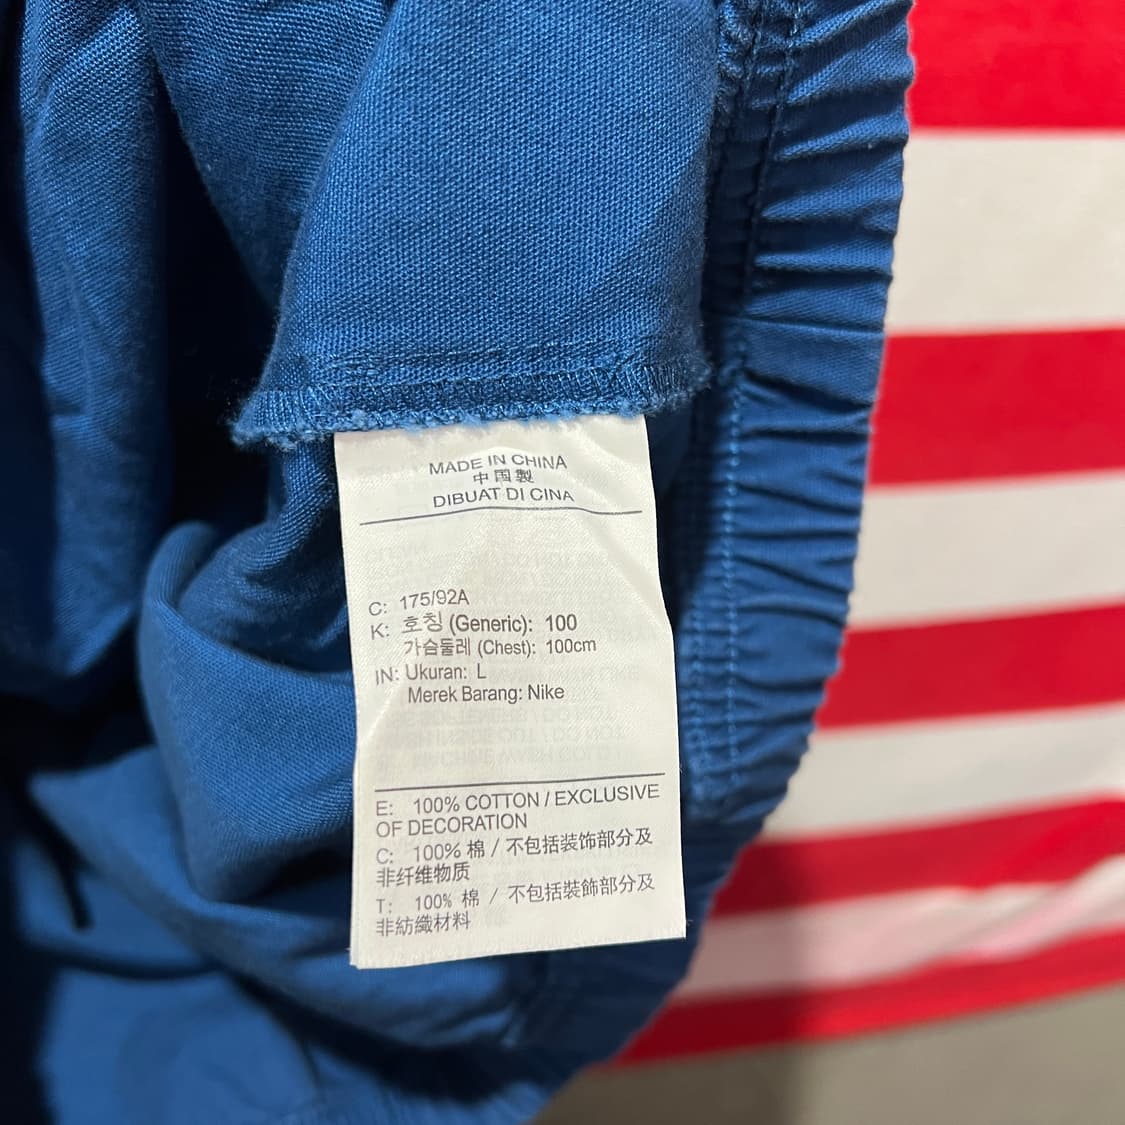 MADE IN CHINA
中国製
DIBUAT DI CINA
C: 175/92A
K: 호칭 (Generic): 100
가슴둘레 (Chest): 100cm
IN: Ukuran: L
Merek Barang: Nike
E: 100% COTTON / EXCLUSIVE
OF DECORATION
C: 100% 棉 / 不包括装饰部分及
非纤维物质
T: 100% 棉 / 不包括裝飾部分及
非紡織材料